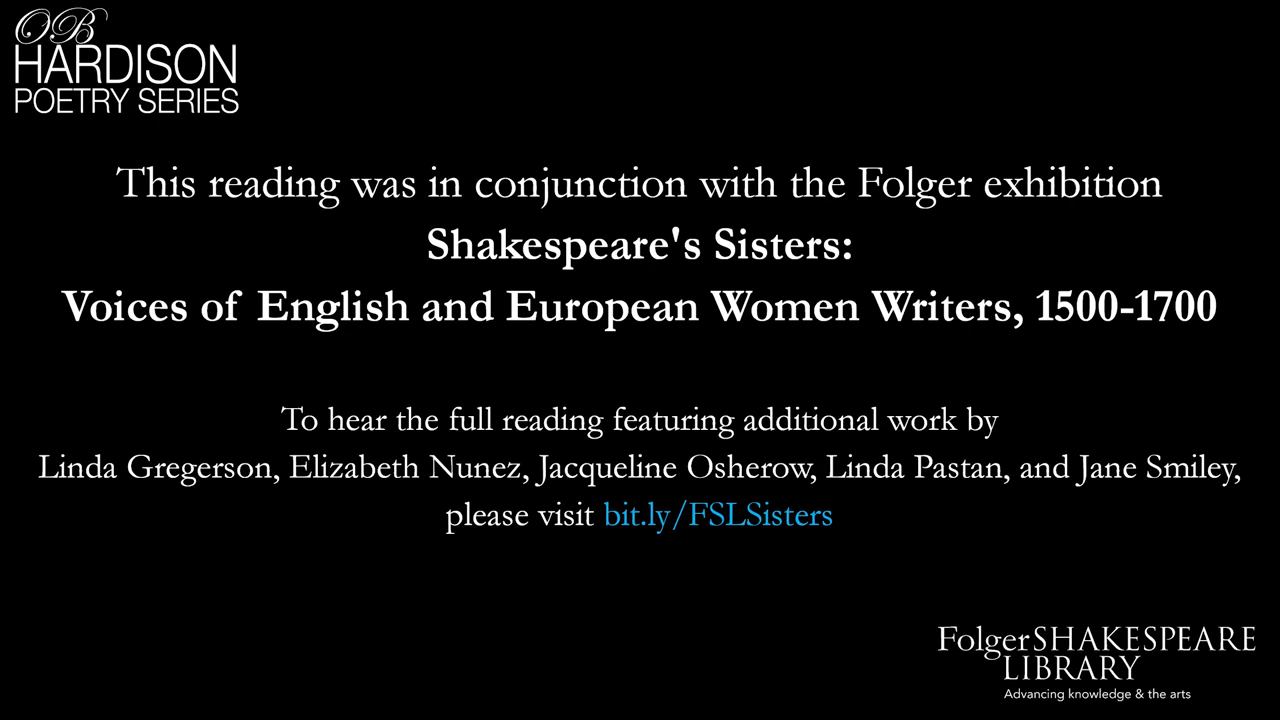 OB
HARDISON
POETRY SERIES
This reading was in conjunction with the Folger exhibition
Shakespeare's Sisters:
Voices of English and European Women Writers, 1500-1700
To hear the full reading featuring additional work by
Linda Gregerson, Elizabeth Nunez, Jacqueline Osherow, Linda Pastan, and Jane Smiley,
please visit bit.ly/FSLSisters
Folger SHAKESPEARE
LIBRARY
Advancing knowledge & the arts